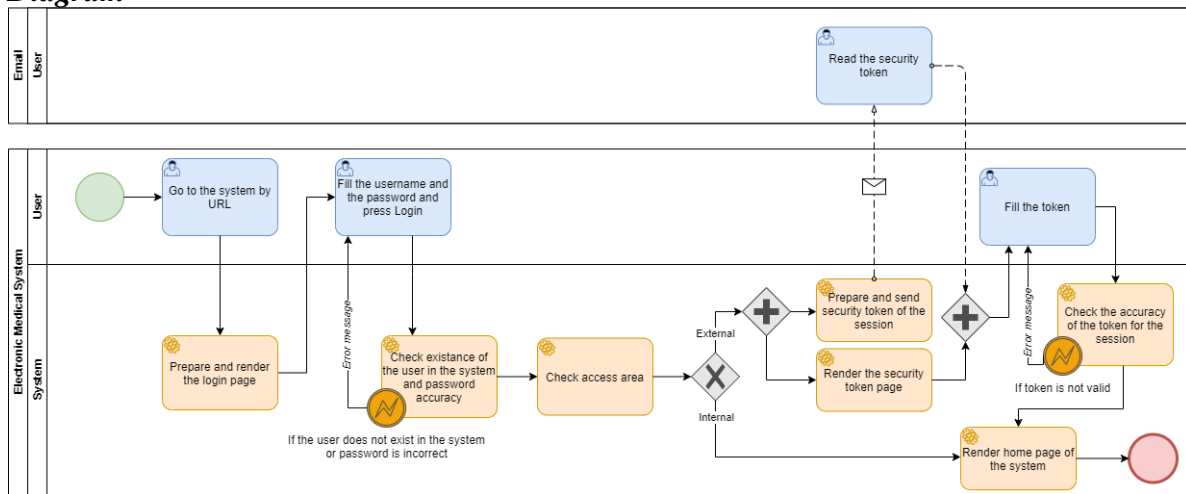 Diagram
Email
User
Read the security
token
Electronic Medical System
User
Go to the system by
URL
Fill the username and
the password and
press Login
Fill the token
System
Prepare and render
the login page
Error message
Check existance of
the user in the system
and password
accuracy
If the user does not exist in the system
or password is incorrect
Check access area
External
Internal
Prepare and send
security token of the
session
Render the security
token page
Error message
Check the accuracy
of the token for the
session
If token is not valid
Render home page of
the system